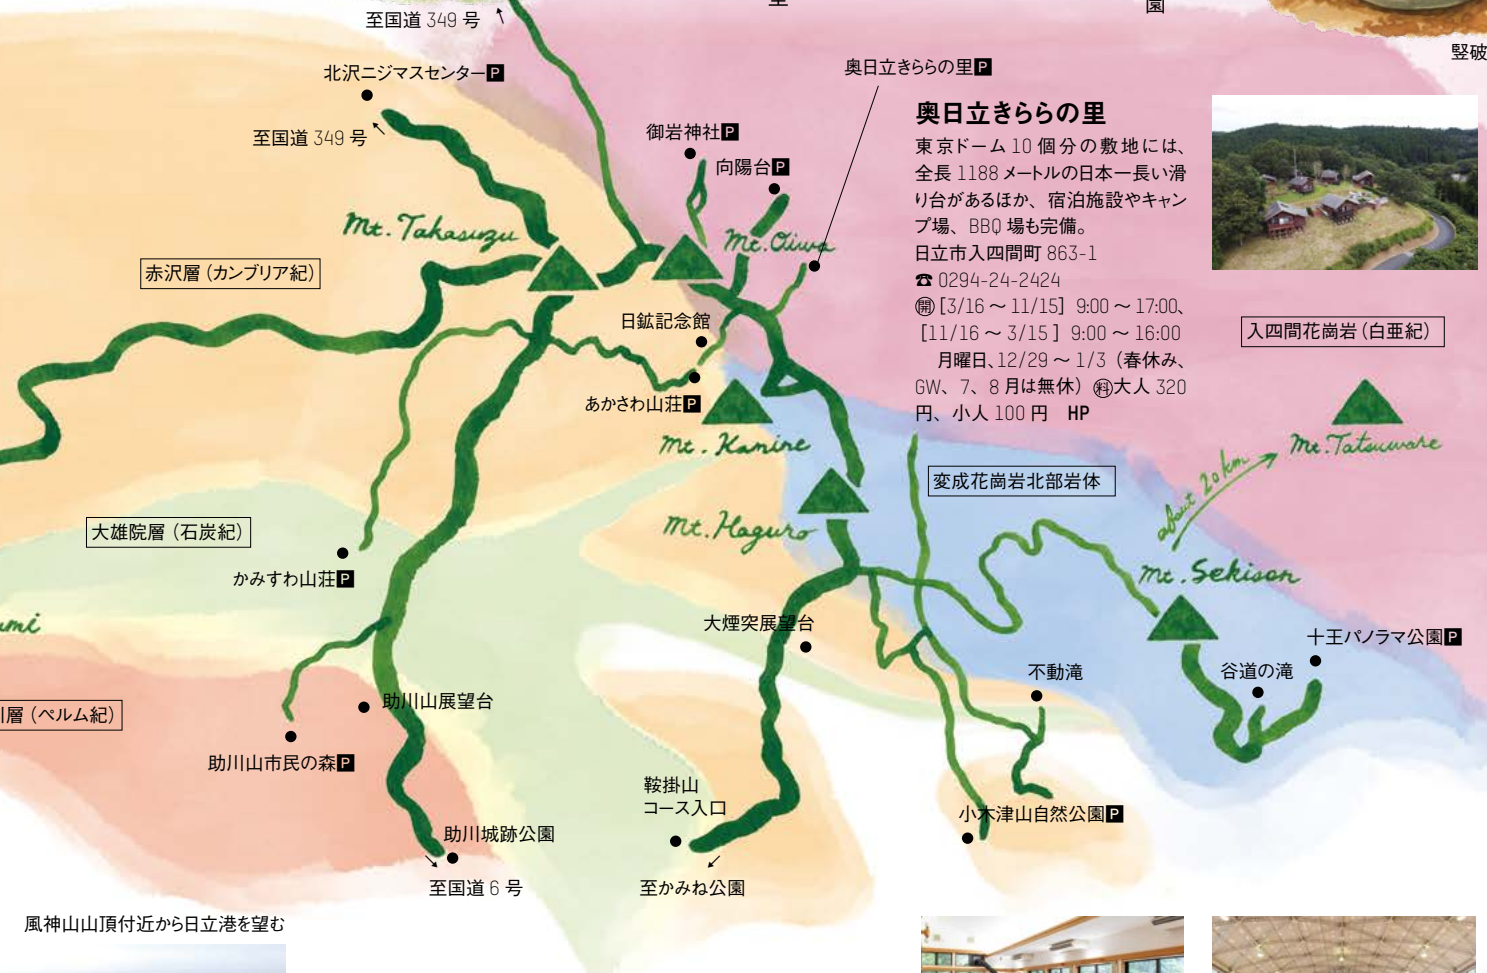 至国道 349 号
園
竪破
北沢ニジマスセンターP
至国道 349 号
御岩神社P
向陽台P
奥日立きららの里P
奥日立きららの里
東京ドーム 10 個分の敷地には、
全長 1188 メートルの日本一長い滑
り台があるほか、宿泊施設やキャン
プ場、BBQ 場も完備。
日立市入四間町 863-1
☎ 0294-24-2424
㊺[3/16 ～ 11/15] 9:00 ～ 17:00、
[11/16 ～ 3/15 ] 9:00 ～ 16:00
月曜日、12/29 ～ 1/3（春休み、
GW、7、8 月は無休）料大人 320
円、小人 100 円 HP
Mt. Takasuzu
Mt. Oiwa
赤沢層（カンブリア紀）
日鉱記念館
あかさわ山荘P
入四間花崗岩（白亜紀）
Mt. Kamine
Mt. Tatsuware
about 20km
変成花崗岩北部岩体
Mt. Haguro
大雄院層（石炭紀）
かみすわ山荘P
Mt. Sekison
umi
大煙突展望台
十王パノラマ公園P
不動滝
谷道の滝
層（ペルム紀）
助川山展望台
助川山市民の森P
鞍掛山
コース入口
小木津山自然公園P
助川城跡公園
至国道 6 号
至かみね公園
風神山山頂付近から日立港を望む